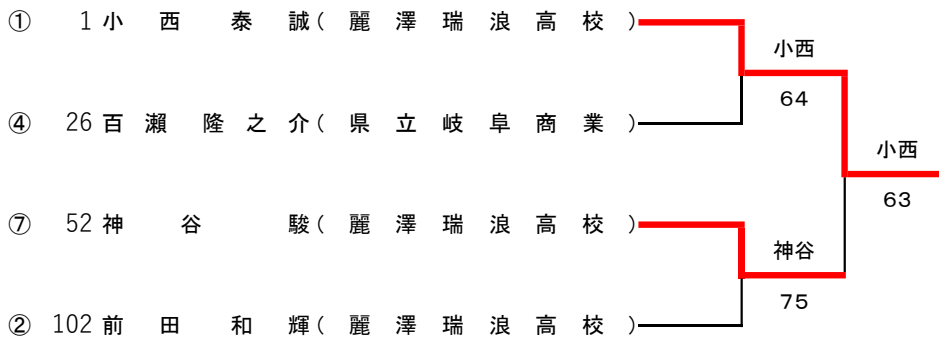 ① 1 小西 泰誠(麗澤瑞浪高校)
小西
64
④ 26 百瀬 隆之介(県立岐阜商業)
小西
63
⑦ 52 神谷 駿(麗澤瑞浪高校)
神谷
75
② 102 前田 和輝(麗澤瑞浪高校)